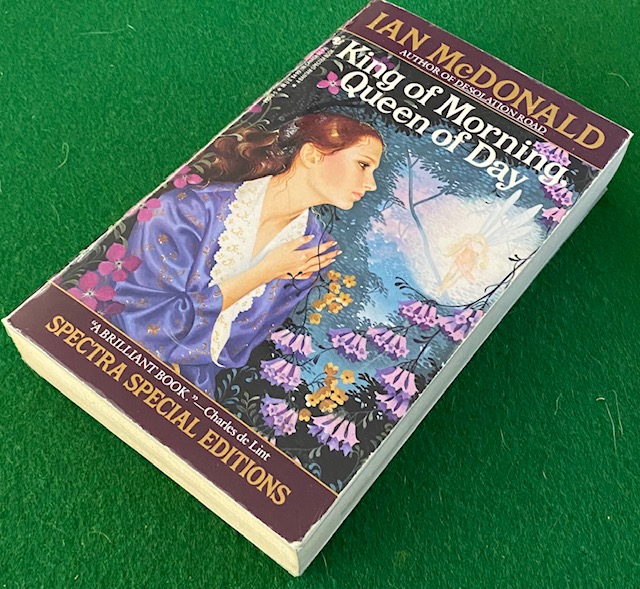 IAN McDONALD
AUTHOR OF DESOLATION ROAD
King of Morning,
Queen of Day
"A BRILLIANT BOOK."—Charles de Lint
SPECTRA SPECIAL EDITIONS